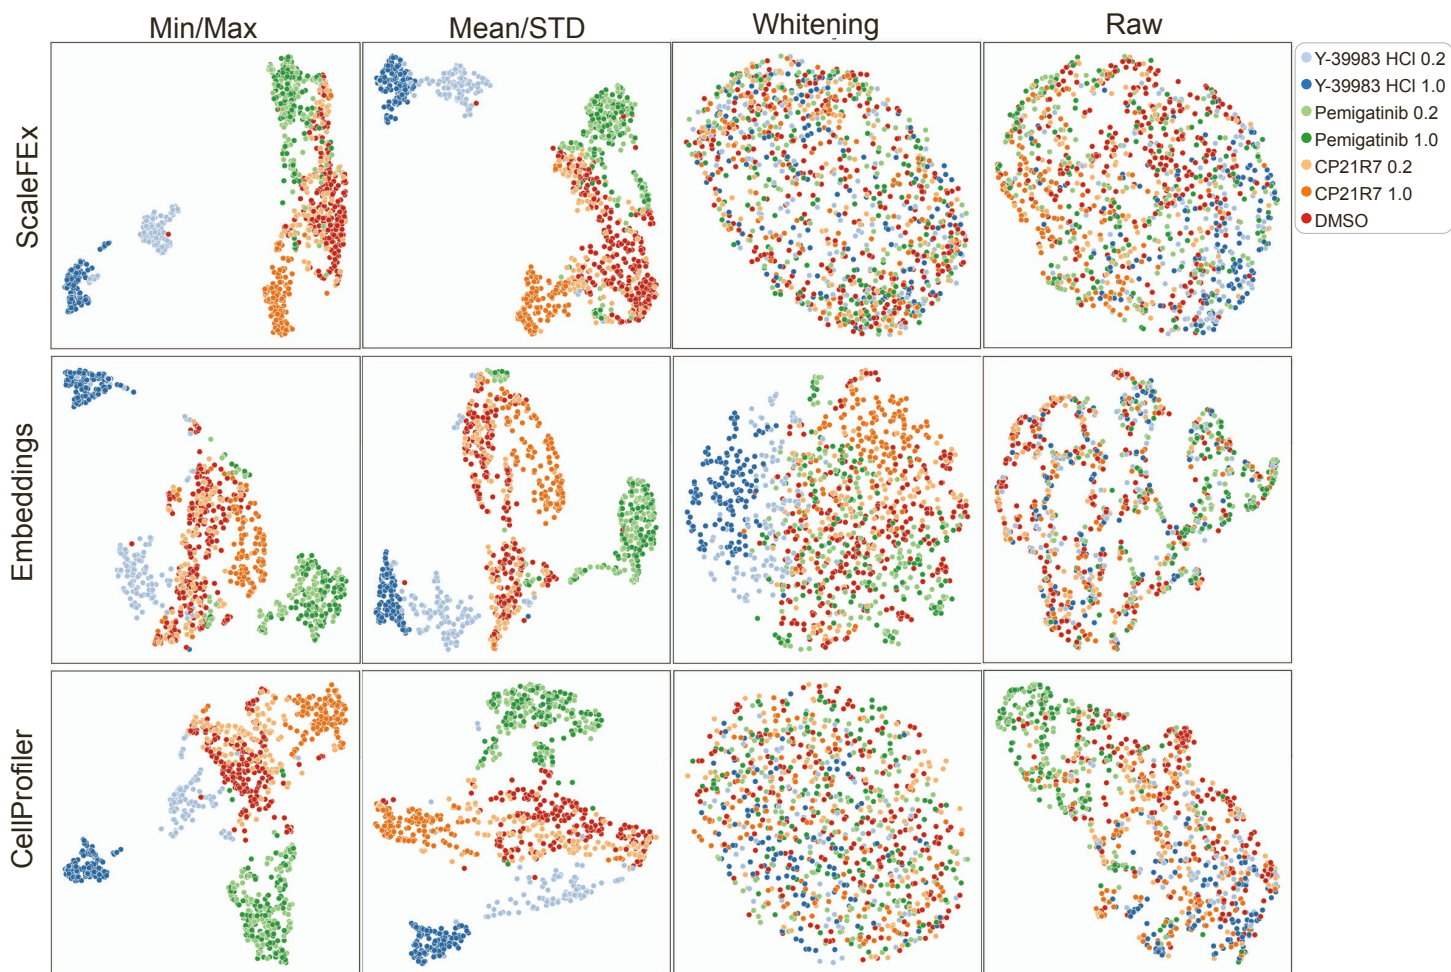 Min/Max Mean/STD Whitening Raw
ScaleFEx
Embeddings
CellProfiler
Y-39983 HCl 0.2
Y-39983 HCl 1.0
Pemigatinib 0.2
Pemigatinib 1.0
CP21R7 0.2
CP21R7 1.0
DMSO